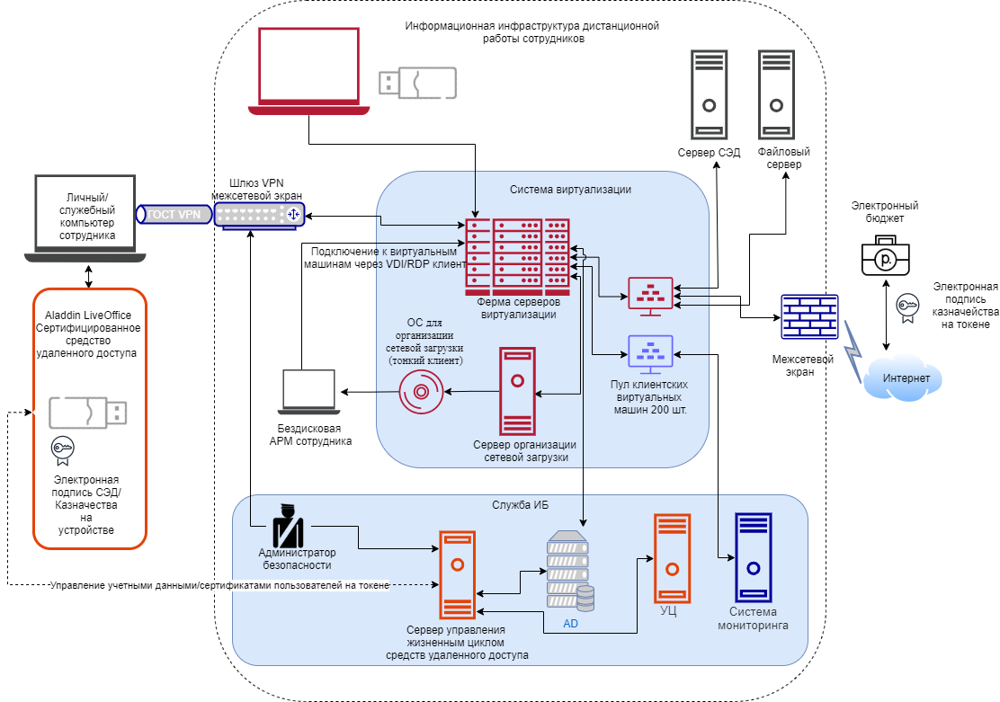 Информационная инфраструктура дистанционной
работы сотрудников
Сервер СЭД
Файловый
сервер
Шлюз VPN
межсетевой экран
Система виртуализации
Личный/
служебный
компьютер
сотрудника
ГОСТ VPN
Электронный
бюджет
p.
Подключение к виртуальным
машинам через VDI/RDP клиент
Ферма серверов
виртуализации
Электронная
подпись
казначейства
на токене
Aladdin LiveOffice
Сертифицированное
средство
удаленного доступа
ОС для
организации
сетевой загрузки
(тонкий клиент)
Межсетевой
экран
Интернет
Пул клиентских
виртуальных
машин 200 шт.
Бездисковая
АРМ сотрудника
Сервер организации
сетевой загрузки
Электронная
подпись СЭД/
Казначества
на
устройстве
Служба ИБ
Администратор
безопасности
Управление учетными данными/сертификатами пользователей на токене
Сервер управления
жизненным циклом
средств удаленного доступа
AD
УЦ
Система
мониторинга